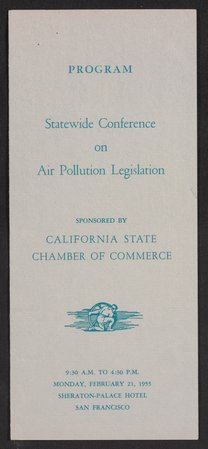 PROGRAM
Statewide Conference
on
Air Pollution Legislation
SPONSORED BY
CALIFORNIA STATE
CHAMBER OF COMMERCE
9:30 A.M. TO 4:30 P.M.
MONDAY, FEBRUARY 21, 1955
SHERATON-PALACE HOTEL
SAN FRANCISCO